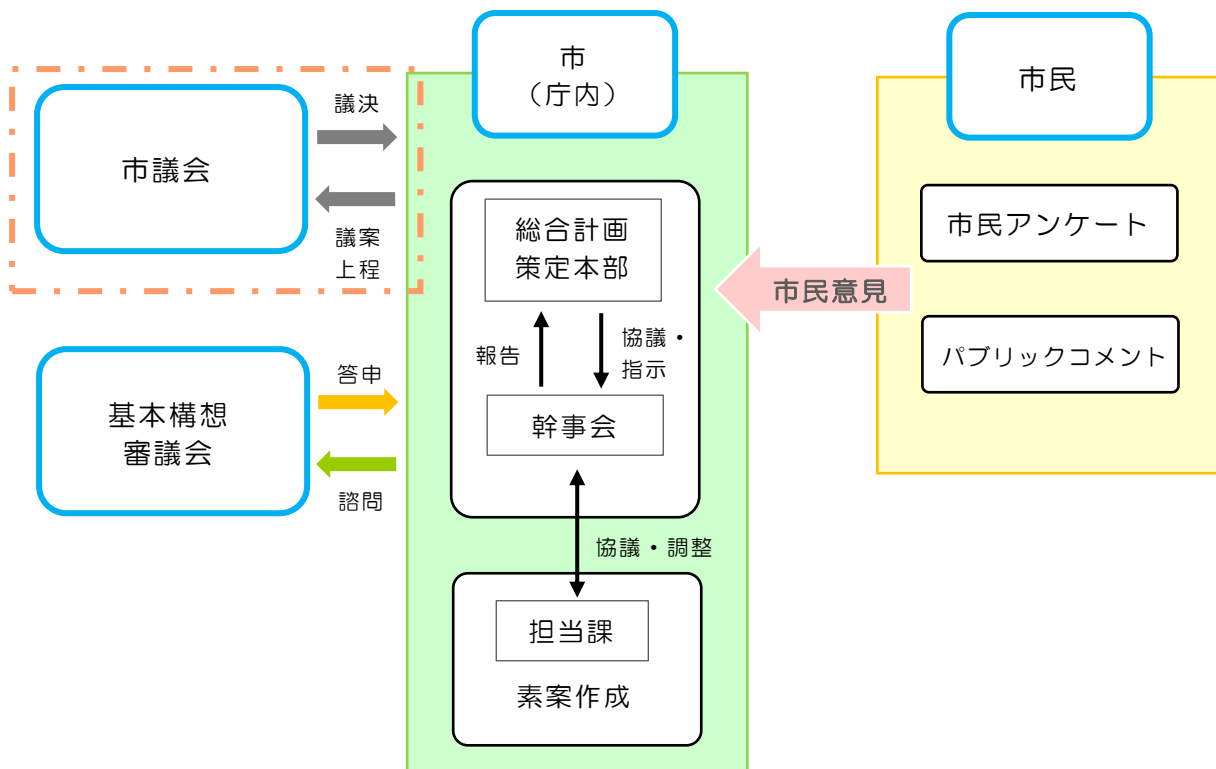 市
（庁内）
市民
議決
市議会
議案
上程
総合計画
策定本部
市民アンケート
市民意見
報告
協議・
指示
パブリックコメント
答申
基本構想
審議会
幹事会
諮問
協議・調整
担当課
素案作成